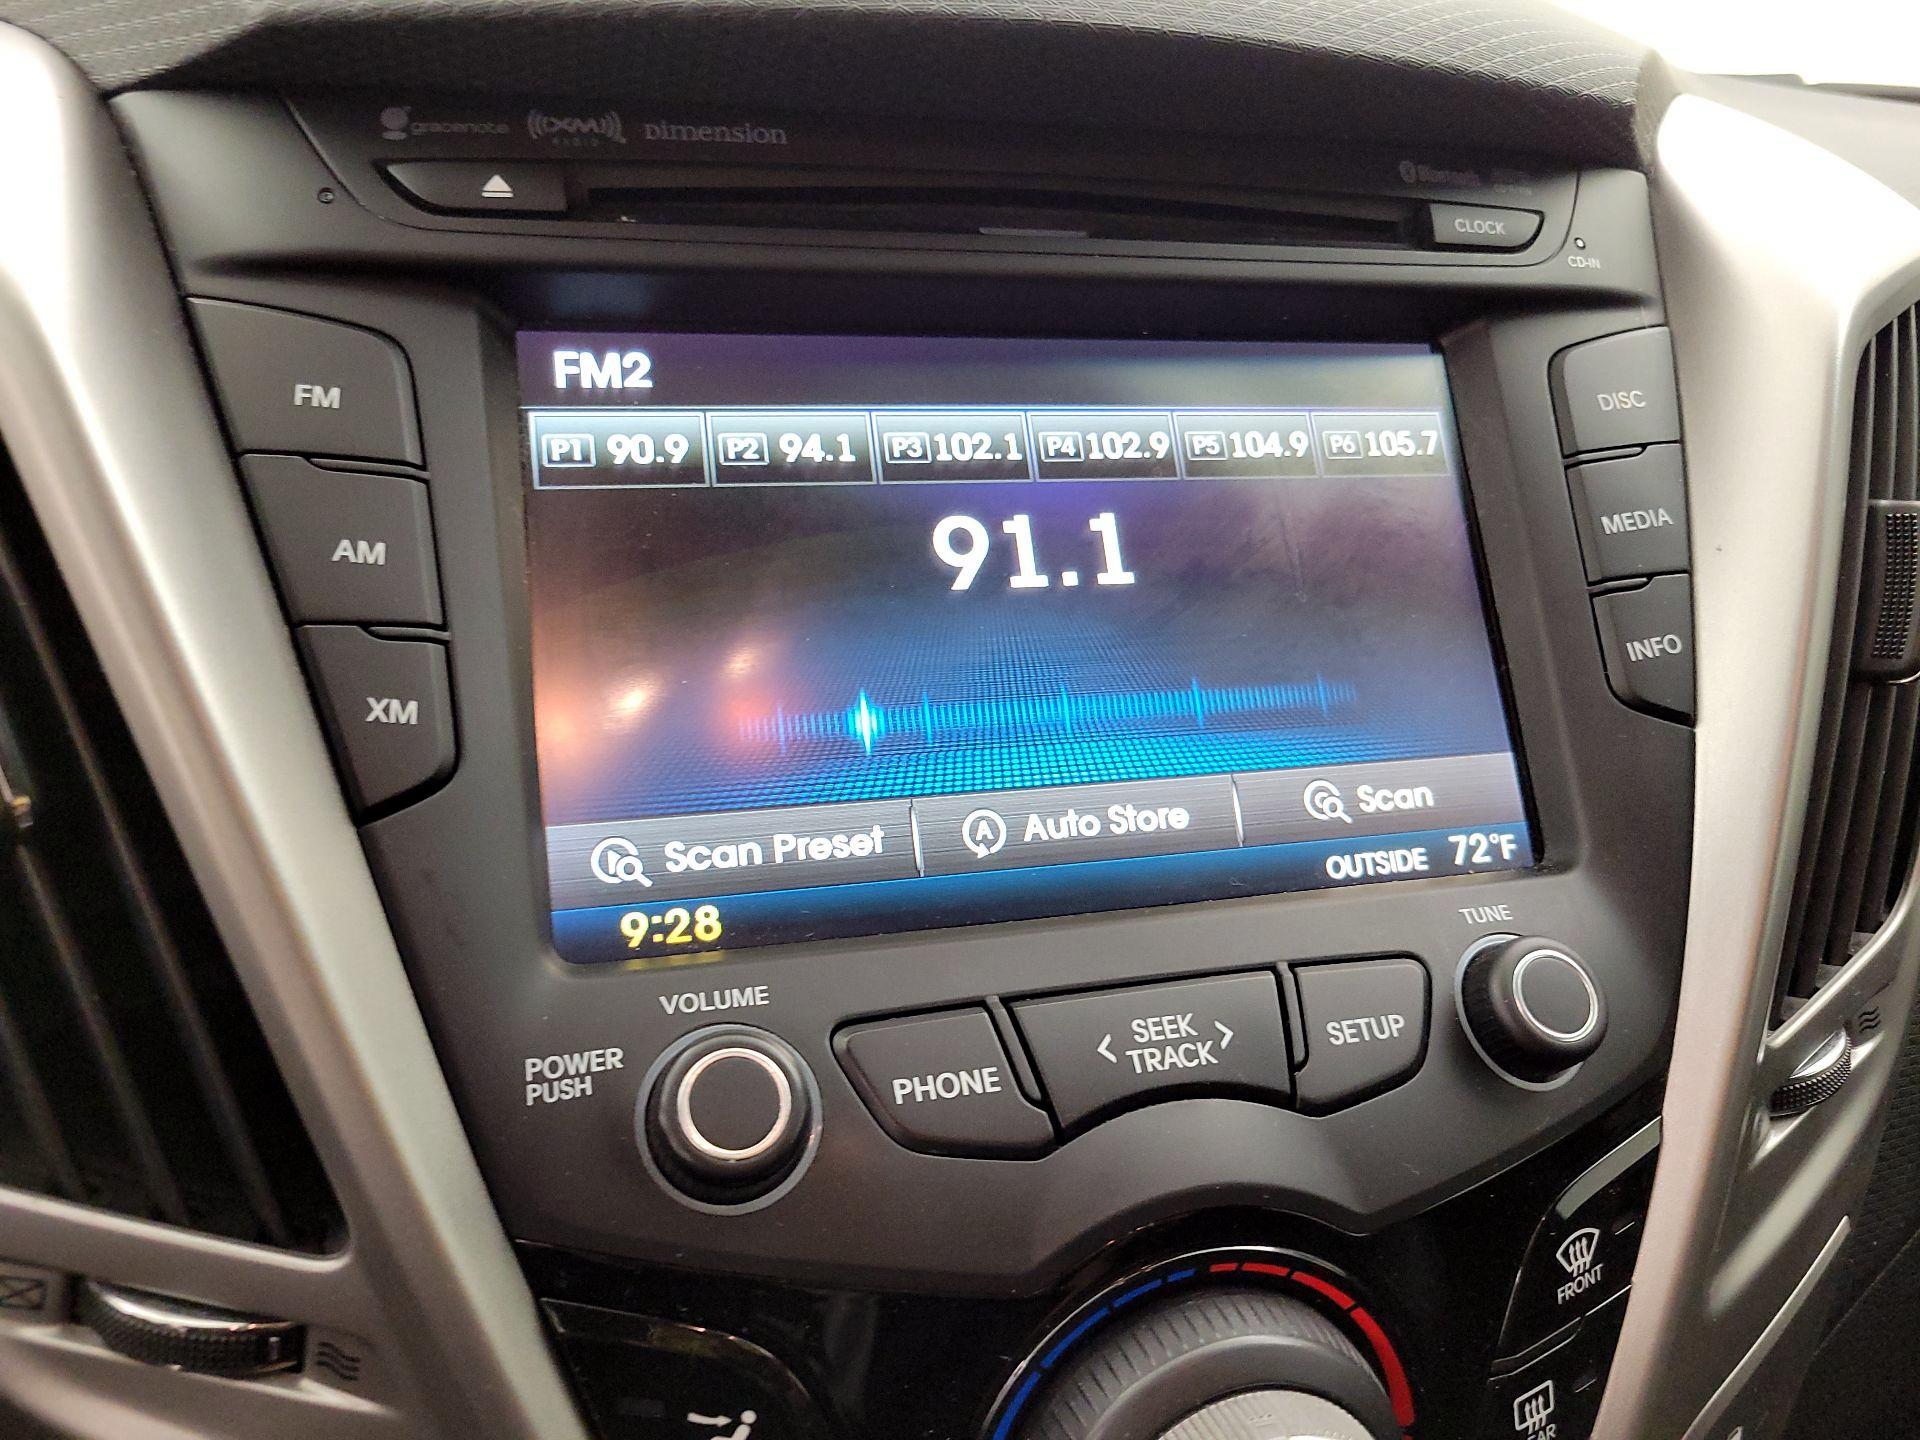 gracenote XM RADIO Dimension
Bluetooth
CLOCK
CD-IN
FM
AM
XM
DISC
MEDIA
INFO
FM2
P1 90.9 P2 94.1 P3 102.1 P4 102.9 P5 104.9 P6 105.7
91.1
Scan Preset Auto Store Scan
OUTSIDE 72°F
9:28
VOLUME
TUNE
POWER
PUSH
PHONE
< SEEK >
TRACK
SETUP
FRONT